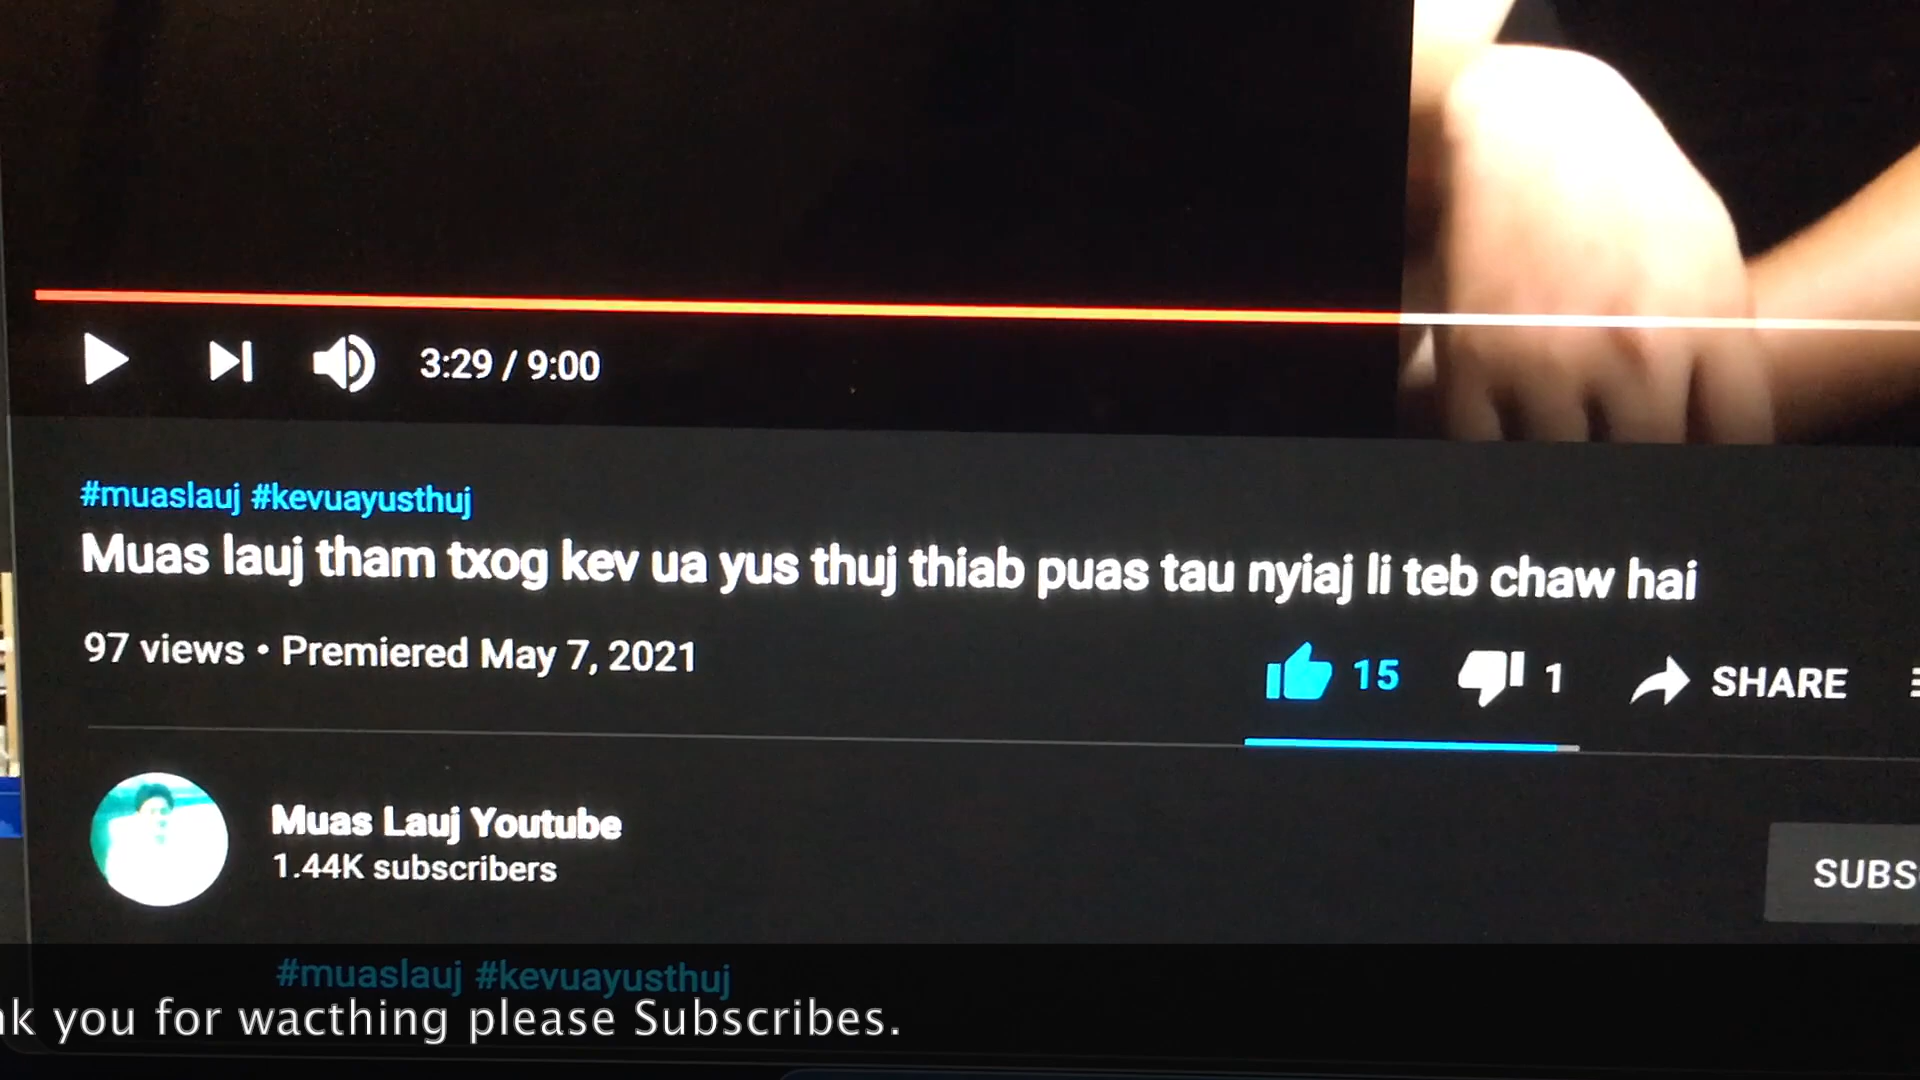 3:29 / 9:00
#muaslauj #kevuayusthuj
Muas lauj tham txog kev ua yus thuj thiab puas tau nyiaj li teb chaw hai
97 views • Premiered May 7, 2021
15
1
SHARE
Muas Lauj Youtube
1.44K subscribers
SUBS
#muaslauj #kevuayusthuj
nk you for wacthing please Subscribes.